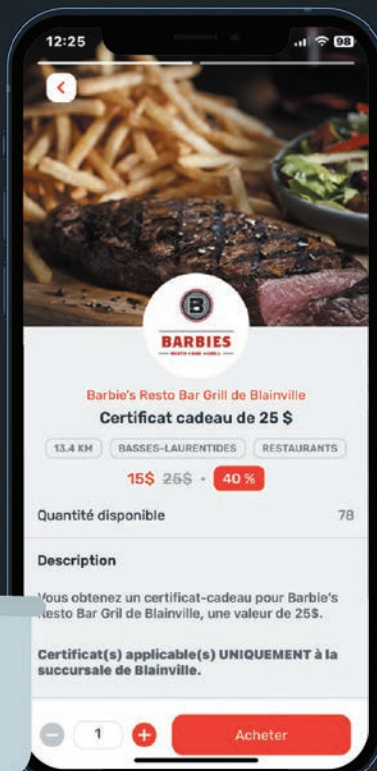 12:25
98
B
BARBIES
RESTO • BAR • GRILL
Barbie's Resto Bar Grill de Blainville
Certificat cadeau de 25 $
13.4 KM BASSES-LAURENTIDES RESTAURANTS
15$ 25$ • 40 %
Quantité disponible 78
Description
Vous obtenez un certificat-cadeau pour Barbie's
Resto Bar Gril de Blainville, une valeur de 25$.
Certificat(s) applicable(s) UNIQUEMENT à la
succursale de Blainville.
1 Acheter